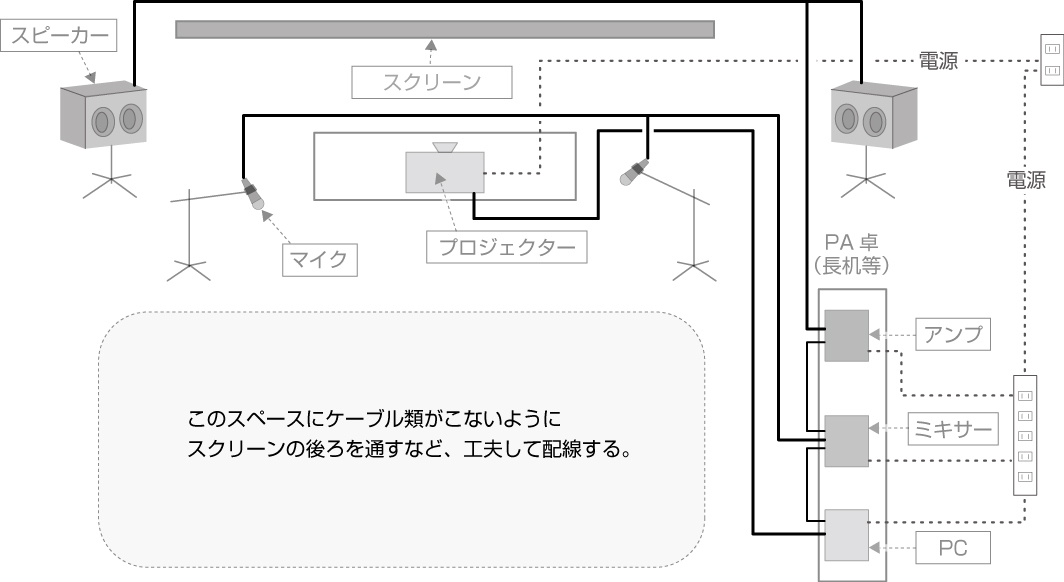 スピーカー
スクリーン
電源
電源
プロジェクター
マイク
PA卓
（長机等）
アンプ
ミキサー
PC
このスペースにケーブル類がこないように
スクリーンの後ろを通すなど、工夫して配線する。